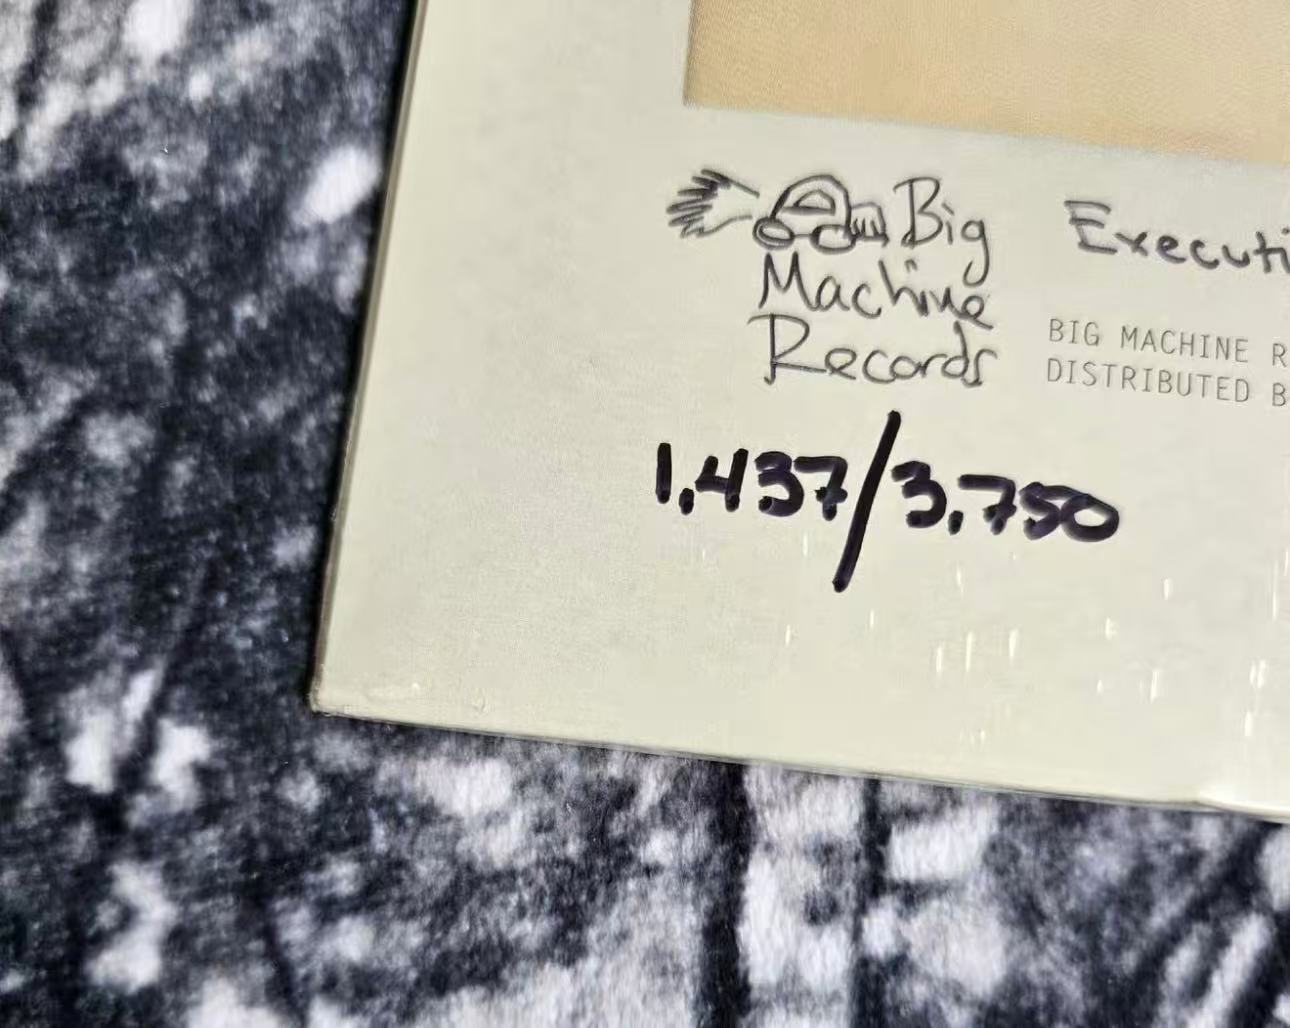 Big
Machine
Records
Executi
BIG MACHINE R
DISTRIBUTED B
1,437/3,750